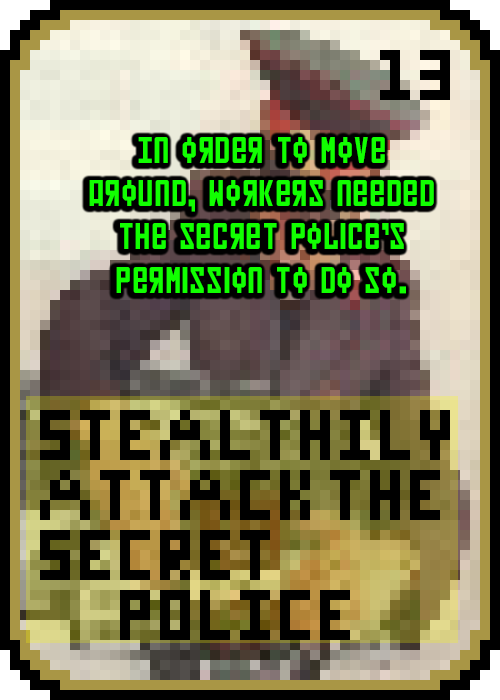 13
IN ORDER TO MOVE
AROUND, WORKERS NEEDED
THE SECRET POLICE'S
PERMISSION TO DO SO.
STEALTHILY
ATTACK THE
SECRET
POLICE